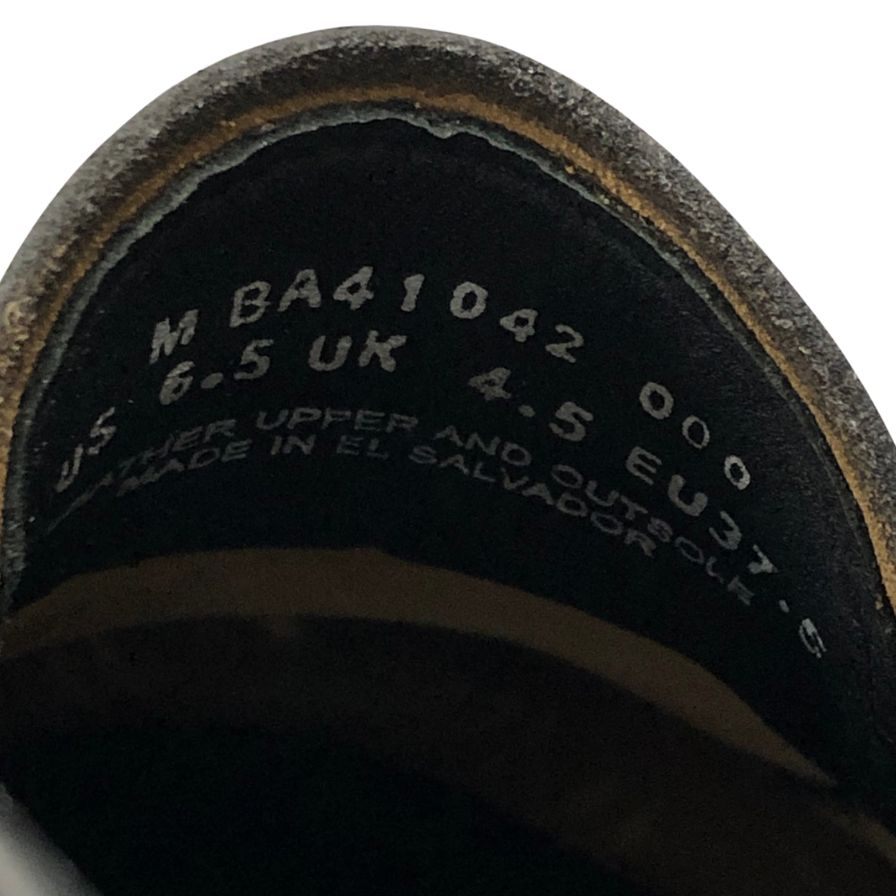 M BA41042 000
US 6.5 UK 4.5 EU37.5
LEATHER UPPER AND OUTSOLE
MADE IN EL SALVADOR